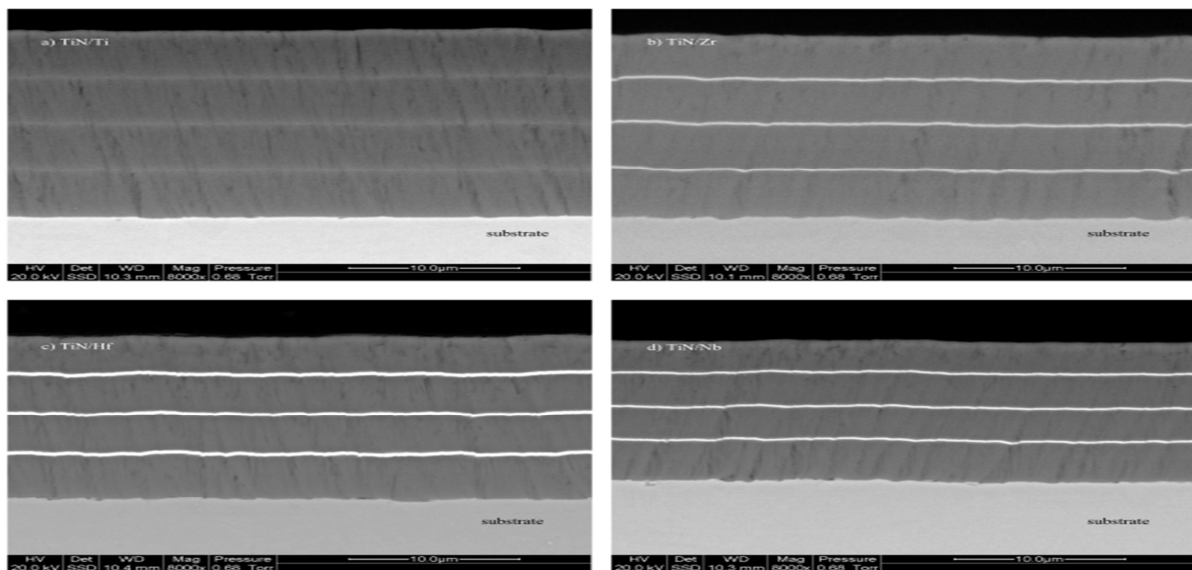 a) TiN/Ti
substrate
HV Det WD Mag Pressure
20.0 kV SSD 10.3 mm 8000x 0.68 Torr 10.0µm
b) TiN/Zr
substrate
HV Det WD Mag Pressure
20.0 kV SSD 10.1 mm 8000x 0.68 Torr 10.0µm
c) TiN/Hf
substrate
HV Det WD Mag Pressure
20.0 kV SSD 10.4 mm 8000x 0.68 Torr 10.0µm
d) TiN/Nb
substrate
HV Det WD Mag Pressure
20.0 kV SSD 10.3 mm 8000x 0.68 Torr 10.0µm